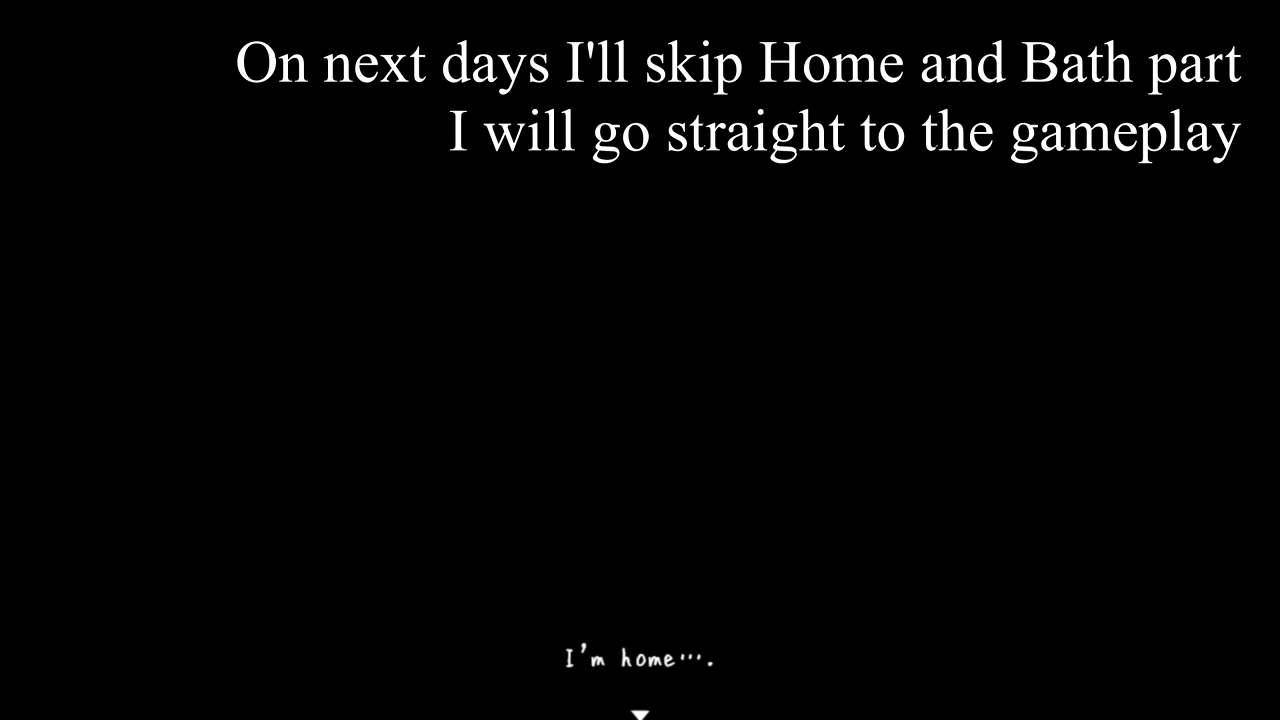 On next days I'll skip Home and Bath part
I will go straight to the gameplay
I'm home….